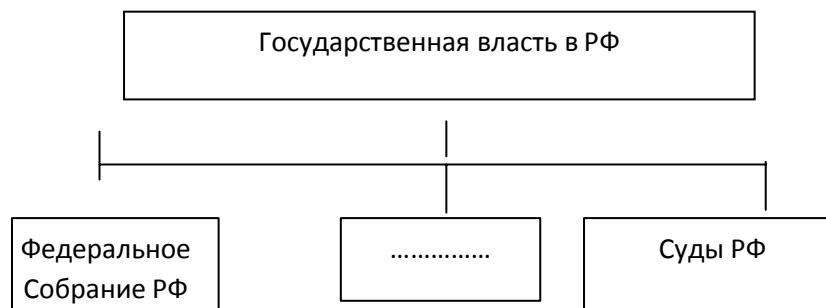 Государственная власть в РФ
Федеральное
Собрание РФ
...............
Суды РФ